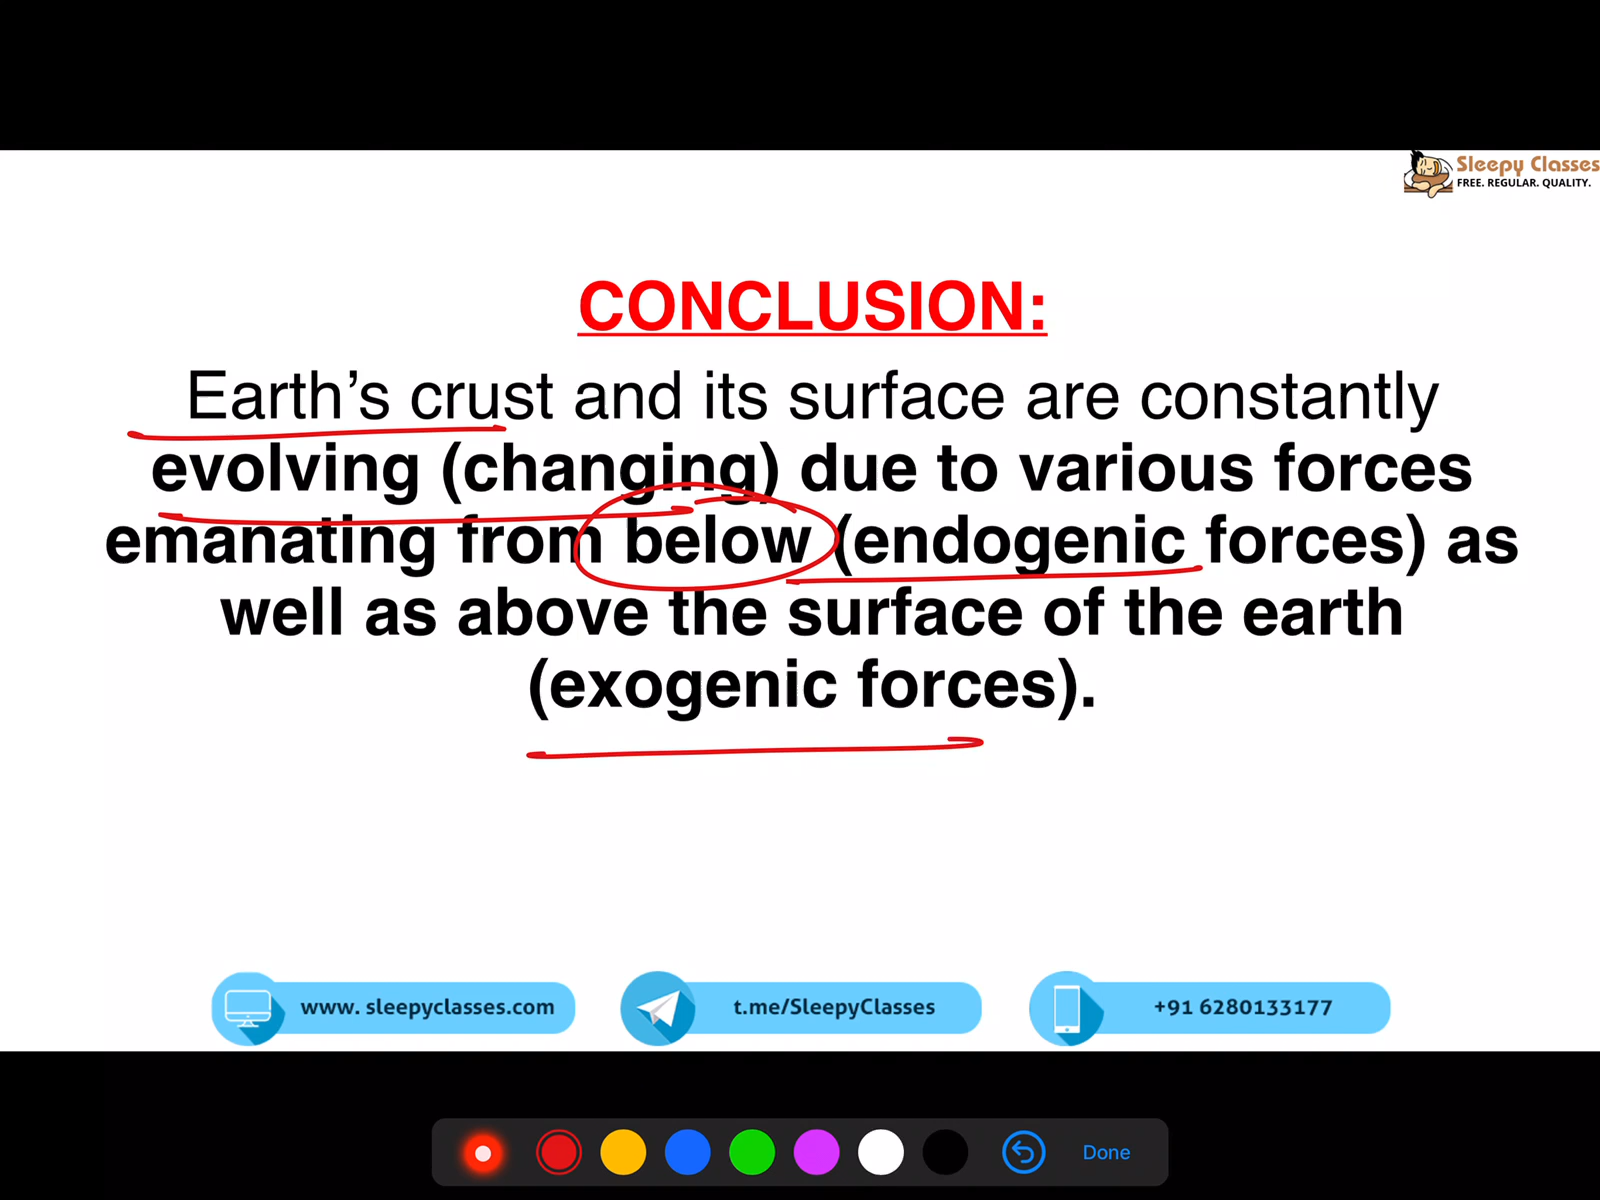 Sleepy Classes
FREE. REGULAR. QUALITY.
CONCLUSION:
Earth’s crust and its surface are constantly
evolving (changing) due to various forces
emanating from below (endogenic forces) as
well as above the surface of the earth
(exogenic forces).
www. sleepyclasses.com
t.me/SleepyClasses
+91 6280133177
Done